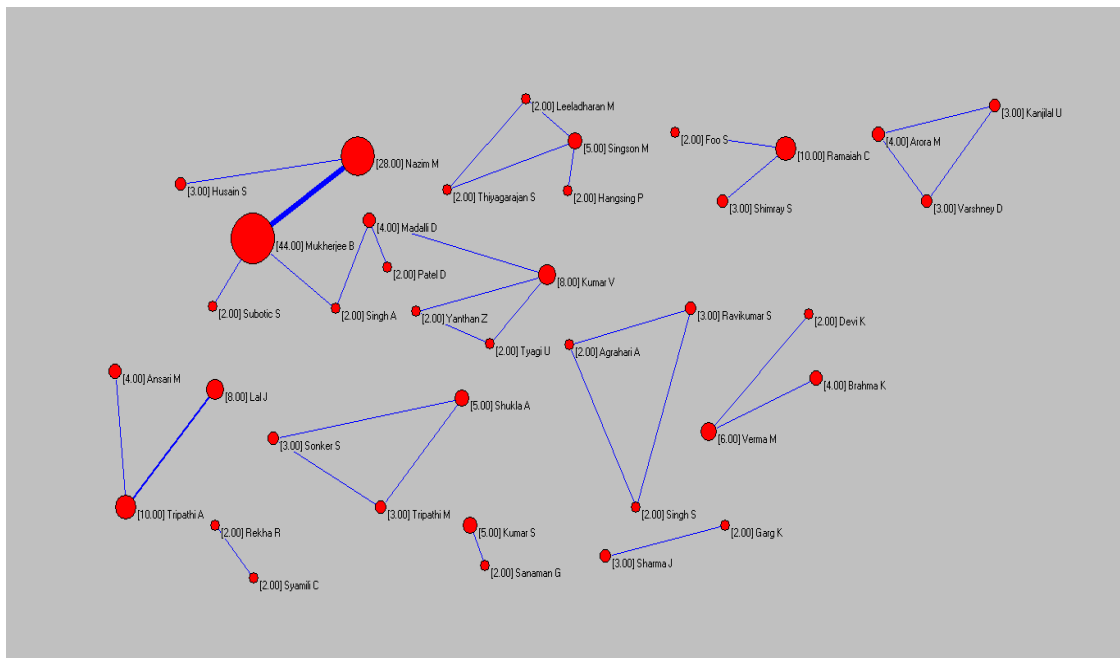 [2.00] Leeladharan M
[3.00] Kanjilal U
[2.00] Foo S
[4.00] Arora M
[5.00] Singson M
[10.00] Ramaiah C
[28.00] Nazim M
[3.00] Husain S
[2.00] Thiyagarajan S
[2.00] Hangsing P
[3.00] Shimray S
[3.00] Varshney D
[4.00] Madalli D
[44.00] Mukherjee B
[2.00] Patel D
[8.00] Kumar V
[2.00] Subotic S
[2.00] Singh A
[2.00] Yanthan Z
[3.00] Ravikumar S
[2.00] Devi K
[2.00] Tyagi U
[2.00] Agrahari A
[4.00] Ansari M
[8.00] Lal J
[4.00] Brahma K
[5.00] Shukla A
[3.00] Sonker S
[6.00] Verma M
[10.00] Tripathi A
[3.00] Tripathi M
[2.00] Singh S
[2.00] Rekha R
[5.00] Kumar S
[2.00] Garg K
[3.00] Sharma J
[2.00] Sanaman G
[2.00] Syamili C